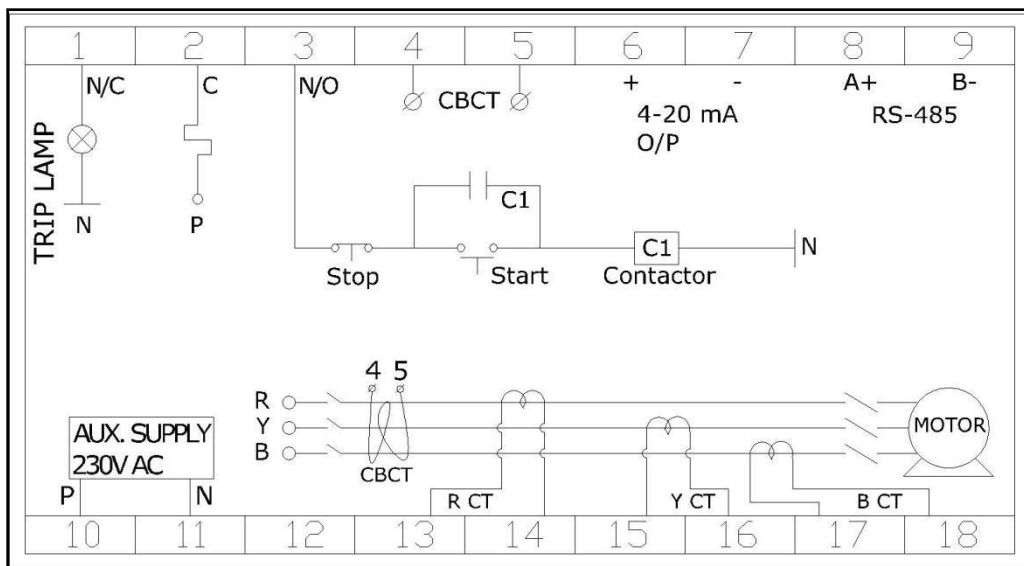 1 2 3 4 5 6 7 8 9
N/C C N/O CBCT + - A+ B-
4-20 mA RS-485
O/P
TRIP LAMP
N P
C1
Stop Start C1 N
Contactor
4 5
R
Y
B
CBCT
MOTOR
AUX. SUPPLY
230V AC
P N
R CT Y CT B CT
10 11 12 13 14 15 16 17 18